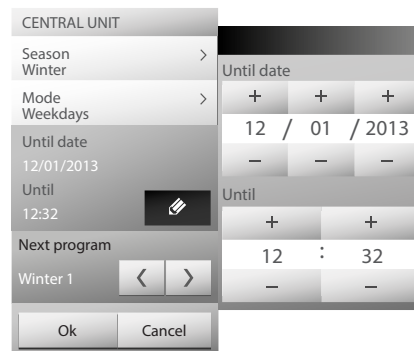 CENTRAL UNIT
Season
Winter
Mode
Weekdays
Until date
12/01/2013
Until
12:32
Next program
Winter 1
Ok
Cancel
Until date
+ + +
12 / 01 / 2013
− − −
Until
+ +
12 : 32
− −